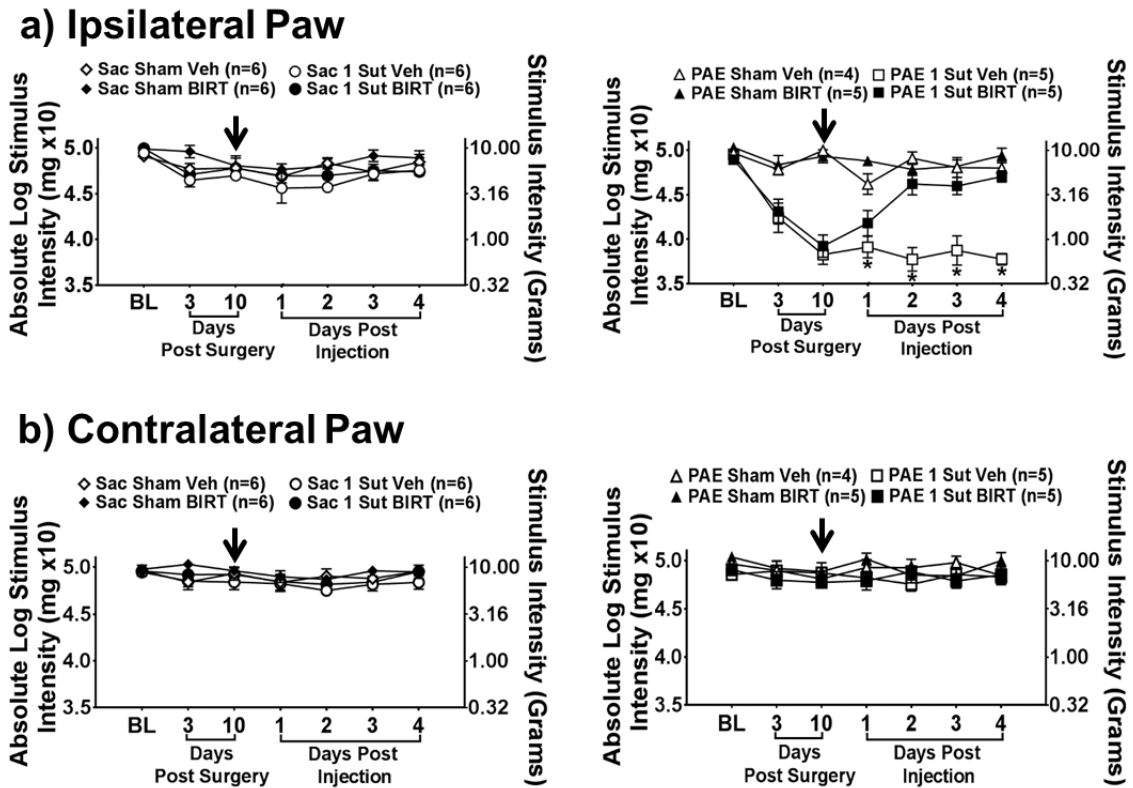 a) Ipsilateral Paw
Sac Sham Veh (n=6) Sac 1 Sut Veh (n=6)
Sac Sham BIRT (n=6) Sac 1 Sut BIRT (n=6)
Absolute Log Stimulus
Intensity (mg x10)
5.0
4.5
4.0
3.5
10.00
3.16
1.00
0.32
Stimulus Intensity (Grams)
BL 3 10 1 2 3 4
Days
Post Surgery
Days Post
Injection
PAE Sham Veh (n=4) PAE 1 Sut Veh (n=5)
PAE Sham BIRT (n=5) PAE 1 Sut BIRT (n=5)
Absolute Log Stimulus
Intensity (mg x10)
5.0
4.5
4.0
3.5
* * * *
10.00
3.16
1.00
0.32
Stimulus Intensity (Grams)
BL 3 10 1 2 3 4
Days
Post Surgery
Days Post
Injection
b) Contralateral Paw
Sac Sham Veh (n=6) Sac 1 Sut Veh (n=6)
Sac Sham BIRT (n=6) Sac 1 Sut BIRT (n=6)
Absolute Log Stimulus
Intensity (mg x10)
5.0
4.5
4.0
3.5
10.00
3.16
1.00
0.32
Stimulus Intensity (Grams)
BL 3 10 1 2 3 4
Days
Post Surgery
Days Post
Injection
PAE Sham Veh (n=4) PAE 1 Sut Veh (n=5)
PAE Sham BIRT (n=5) PAE 1 Sut BIRT (n=5)
Absolute Log Stimulus
Intensity (mg x10)
5.0
4.5
4.0
3.5
10.00
3.16
1.00
0.32
Stimulus Intensity (Grams)
BL 3 10 1 2 3 4
Days
Post Surgery
Days Post
Injection